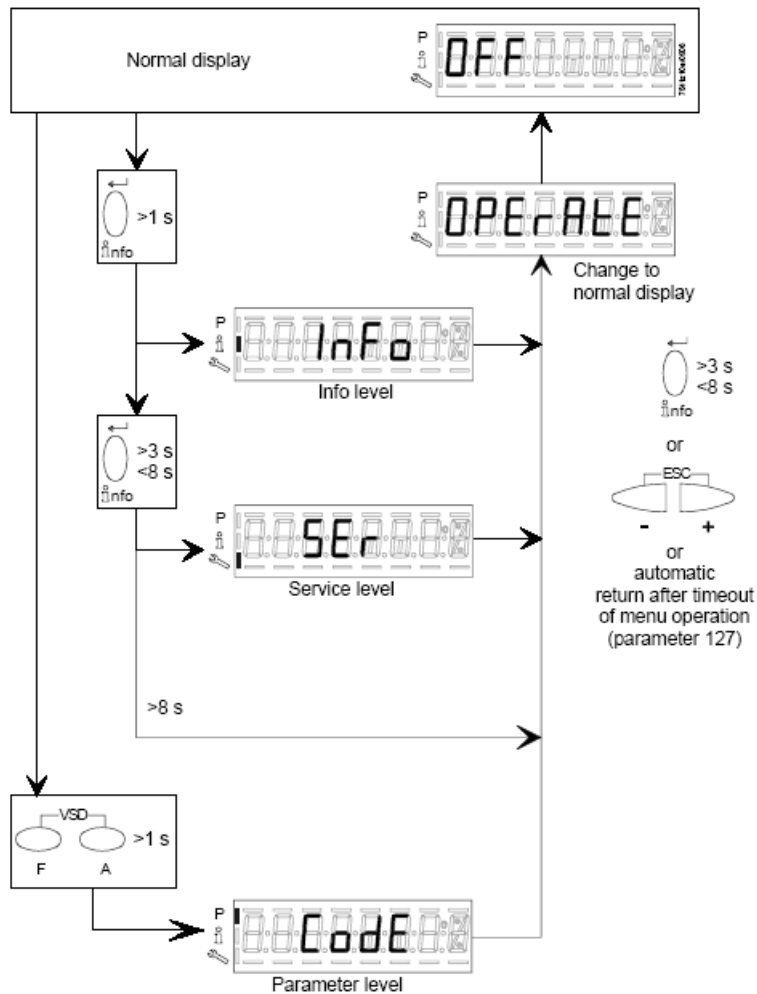 Normal display
P
OFF
>1 s
info
P
OPErAtE
Change to
normal display
P
InFo
Info level
>3 s
<8 s
info
>3 s
<8 s
info
or
ESC
- +
or
automatic
return after timeout
of menu operation
(parameter 127)
P
SEr
Service level
>8 s
VSD
>1 s
F A
P
CodE
Parameter level